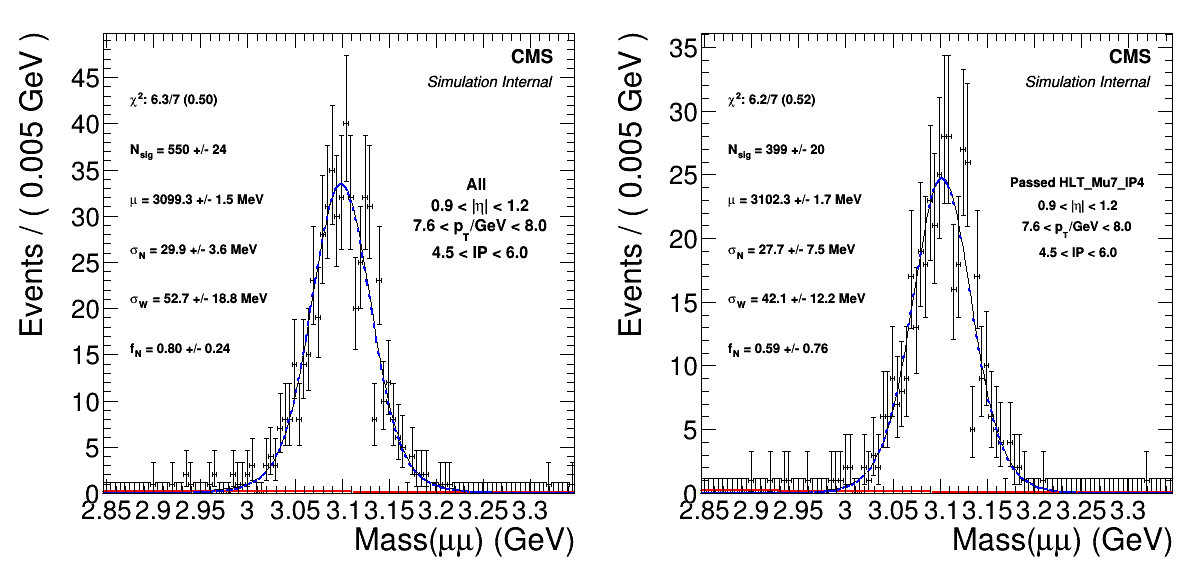 Events / ( 0.005 GeV )
45
40
35
30
25
20
15
10
5
0
CMS
Simulation Internal
χ²: 6.3/7 (0.50)
N_sig = 550 +/- 24
μ = 3099.3 +/- 1.5 MeV
σ_N = 29.9 +/- 3.6 MeV
σ_W = 52.7 +/- 18.8 MeV
f_N = 0.80 +/- 0.24
All
0.9 < |η| < 1.2
7.6 < p_T/GeV < 8.0
4.5 < IP < 6.0
2.85 2.9 2.95 3 3.05 3.1 3.15 3.2 3.25 3.3
Mass(μμ) (GeV)
Events / ( 0.005 GeV )
35
30
25
20
15
10
5
0
CMS
Simulation Internal
χ²: 6.2/7 (0.52)
N_sig = 399 +/- 20
μ = 3102.3 +/- 1.7 MeV
σ_N = 27.7 +/- 7.5 MeV
σ_W = 42.1 +/- 12.2 MeV
f_N = 0.59 +/- 0.76
Passed HLT_Mu7_IP4
0.9 < |η| < 1.2
7.6 < p_T/GeV < 8.0
4.5 < IP < 6.0
2.85 2.9 2.95 3 3.05 3.1 3.15 3.2 3.25 3.3
Mass(μμ) (GeV)